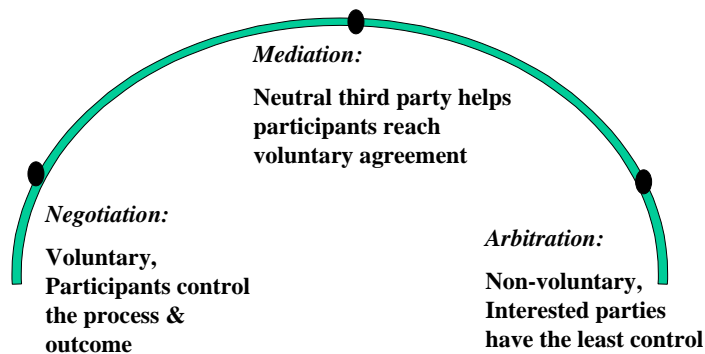 Mediation:
Neutral third party helps
participants reach
voluntary agreement
Negotiation:
Voluntary,
Participants control
the process &
outcome
Arbitration:
Non-voluntary,
Interested parties
have the least control